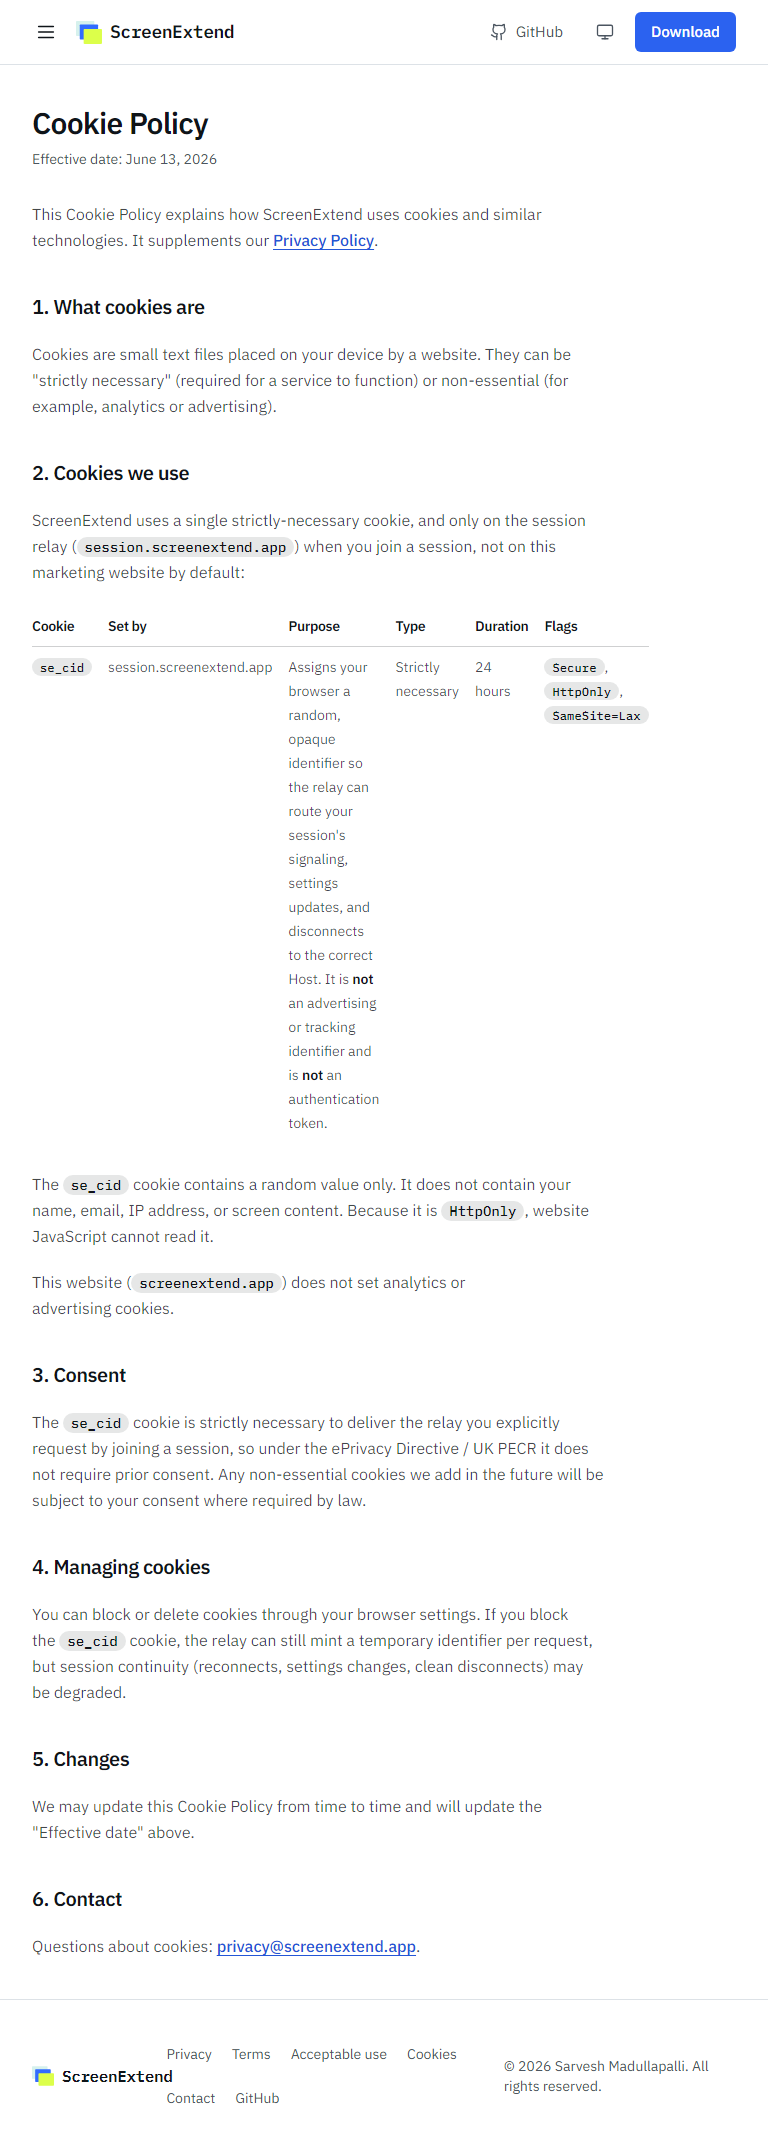 ScreenExtend
GitHub
Download
Cookie Policy
Effective date: June 13, 2026
This Cookie Policy explains how ScreenExtend uses cookies and similar
technologies. It supplements our Privacy Policy.
1. What cookies are
Cookies are small text files placed on your device by a website. They can be
"strictly necessary" (required for a service to function) or non-essential (for
example, analytics or advertising).
2. Cookies we use
ScreenExtend uses a single strictly-necessary cookie, and only on the session
relay (session.screenextend.app) when you join a session, not on this
marketing website by default:
Cookie Set by Purpose Type Duration Flags
se_cid session.screenextend.app Assigns your Strictly 24 Secure,
browser a necessary hours HttpOnly,
random, SameSite=Lax
opaque
identifier so
the relay can
route your
session's
signaling,
settings
updates, and
disconnects
to the correct
Host. It is not
an advertising
or tracking
identifier and
is not an
authentication
token.
The se_cid cookie contains a random value only. It does not contain your
name, email, IP address, or screen content. Because it is HttpOnly, website
JavaScript cannot read it.
This website (screenextend.app) does not set analytics or
advertising cookies.
3. Consent
The se_cid cookie is strictly necessary to deliver the relay you explicitly
request by joining a session, so under the ePrivacy Directive / UK PECR it does
not require prior consent. Any non-essential cookies we add in the future will be
subject to your consent where required by law.
4. Managing cookies
You can block or delete cookies through your browser settings. If you block
the se_cid cookie, the relay can still mint a temporary identifier per request,
but session continuity (reconnects, settings changes, clean disconnects) may
be degraded.
5. Changes
We may update this Cookie Policy from time to time and will update the
"Effective date" above.
6. Contact
Questions about cookies: privacy@screenextend.app.
ScreenExtend
Privacy Terms Acceptable use Cookies
Contact GitHub
© 2026 Sarvesh Madullapalli. All
rights reserved.